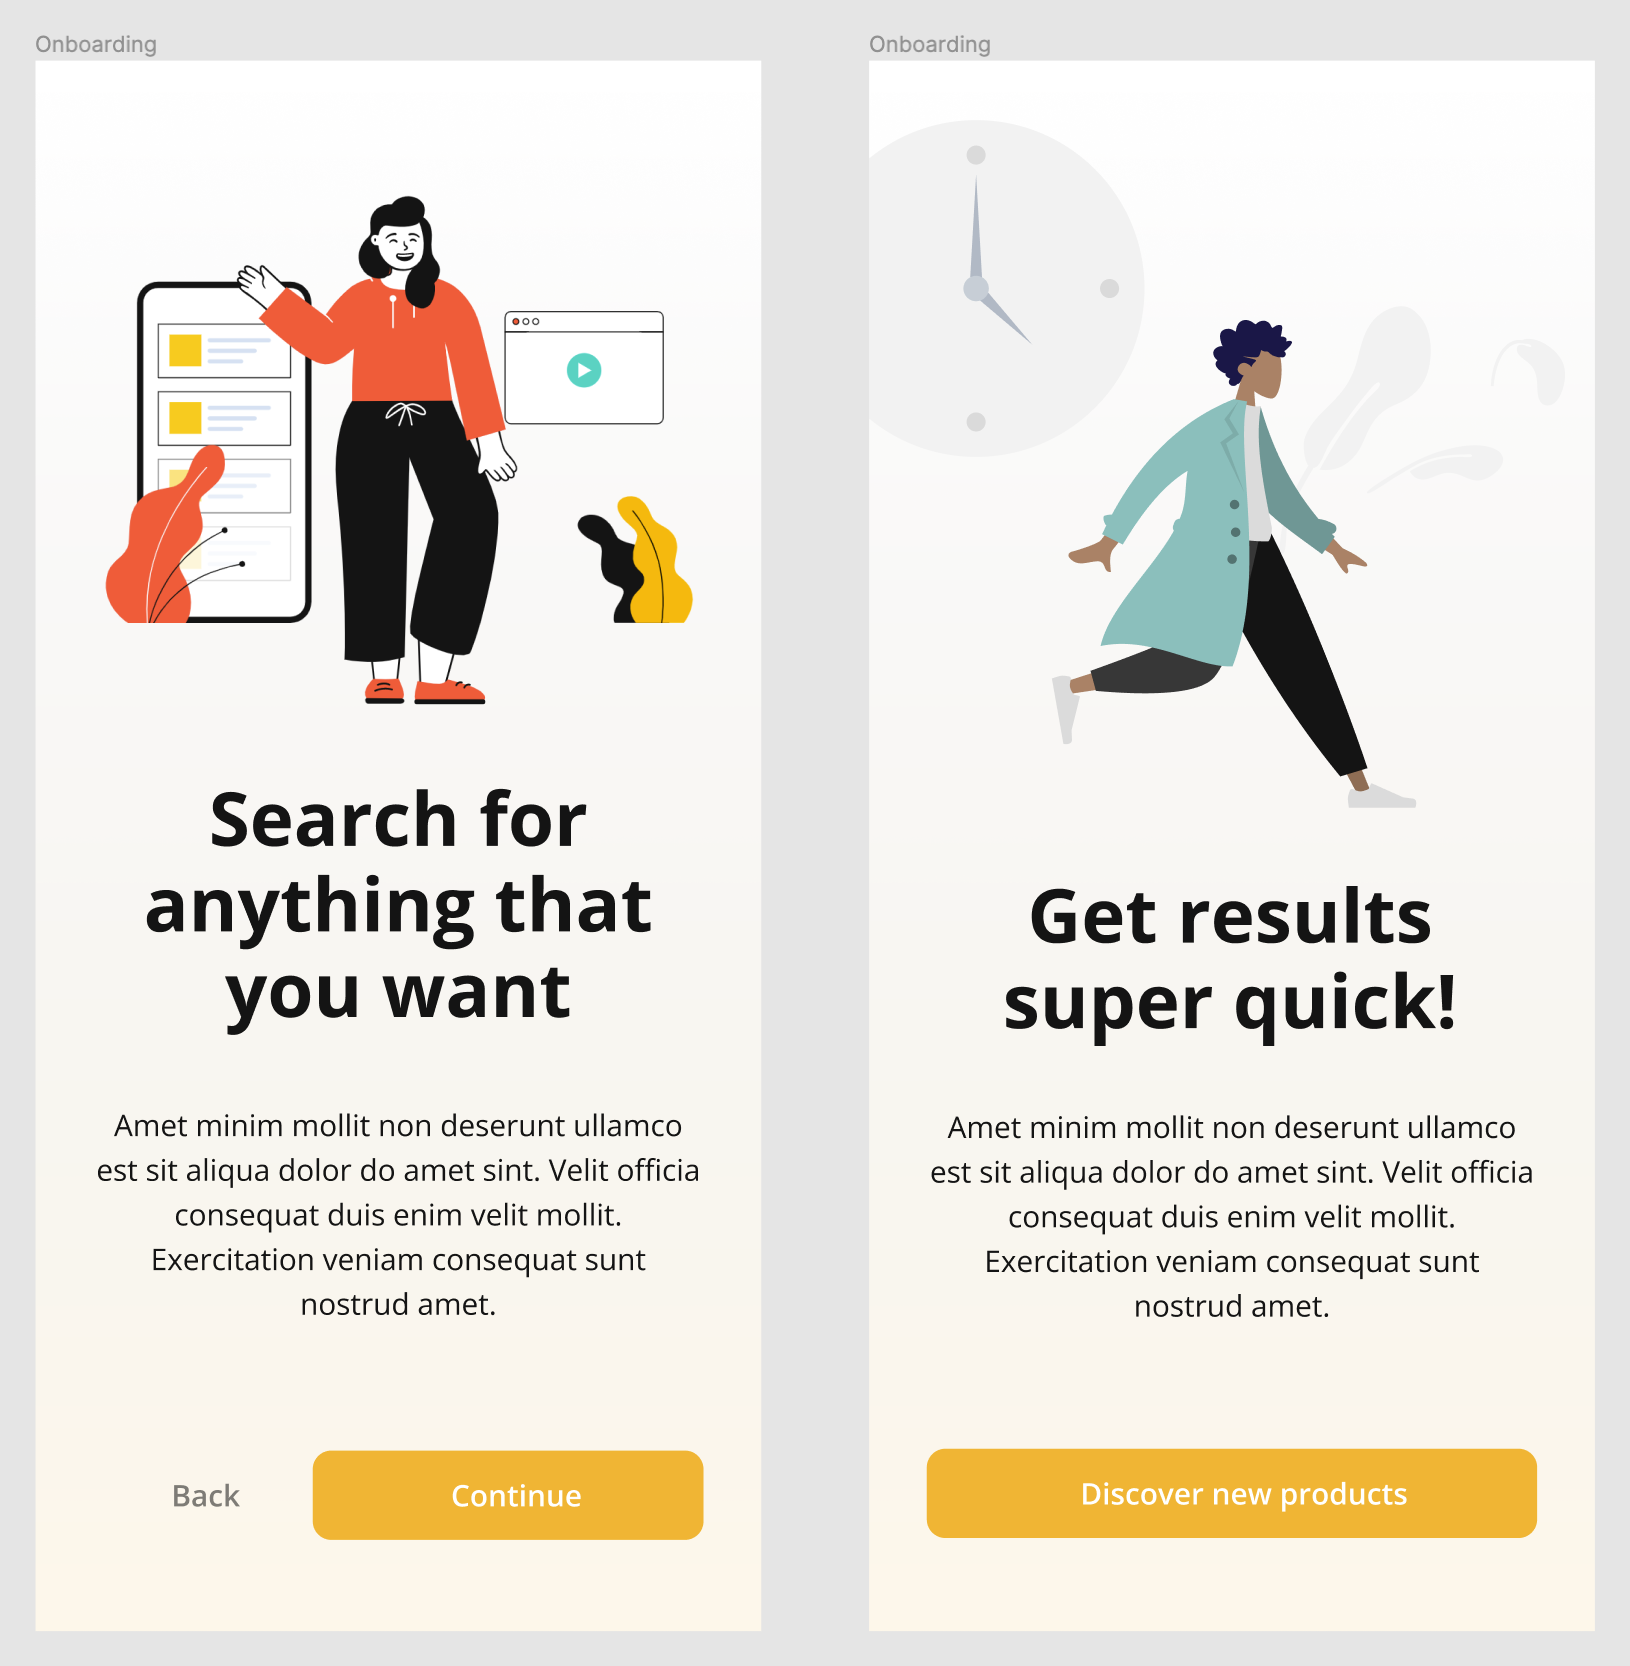 Onboarding
Search for
anything that
you want
Amet minim mollit non deserunt ullamco
est sit aliqua dolor do amet sint. Velit officia
consequat duis enim velit mollit.
Exercitation veniam consequat sunt
nostrud amet.
Back
Continue
Onboarding
Get results
super quick!
Amet minim mollit non deserunt ullamco
est sit aliqua dolor do amet sint. Velit officia
consequat duis enim velit mollit.
Exercitation veniam consequat sunt
nostrud amet.
Discover new products